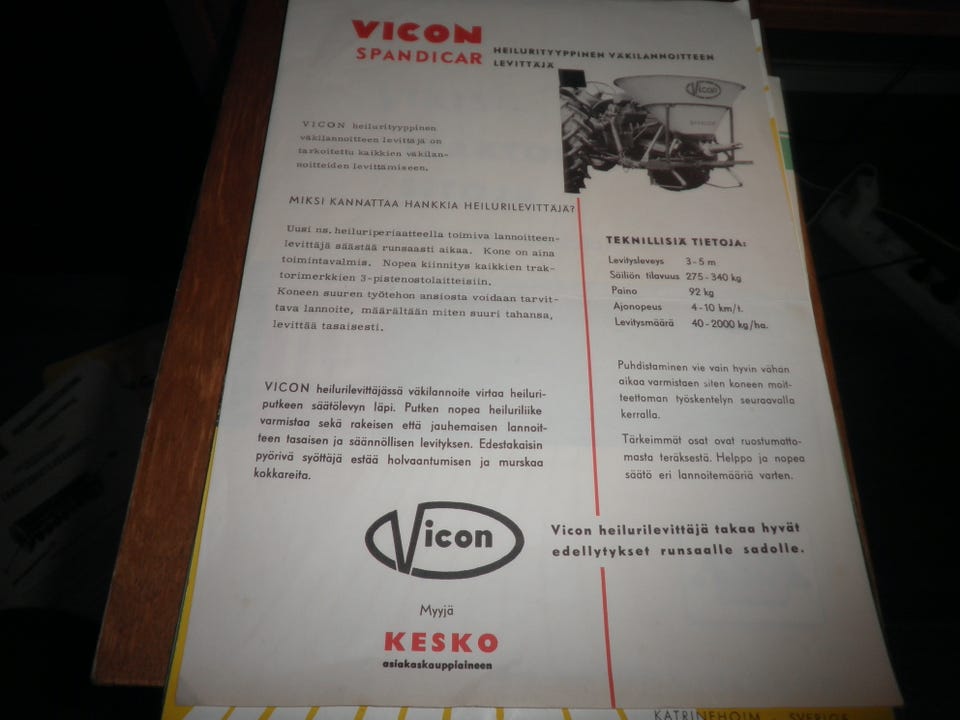 VICON
SPANDICAR
HEILURITYYPPINEN VÄKILANNOITTEEN
LEVITTÄJÄ
Vicon
VICON heilurityyppinen
väkilannoitteen levittäjä on
tarkoitettu kaikkien väkilan-
noitteiden levittämiseen.
MIKSI KANNATTAA HANKKIA HEILURILEVITTÄJÄ?
Uusi ns. heiluriperiaatteella toimiva lannoitteen-
levittäjä säästää runsaasti aikaa. Kone on aina
toimintavalmis. Nopea kiinnitys kaikkien trak-
torimerkkien 3-pistenostolaitteisiin.
Koneen suuren työtehon ansiosta voidaan tarvit-
tava lannoite, määrältään miten suuri tahansa,
levittää tasaisesti.
VICON heilurilevittäjässä väkilannoite virtaa heiluri-
putkeen säätölevyn läpi. Putken nopea heiluriliike
varmistaa sekä rakeisen että jauhemaisen lannoit-
teen tasaisen ja säännöllisen levityksen. Edestakaisin
pyörivä syöttäjä estää holvaantumisen ja murskaa
kokkareita.
TEKNILLISIÄ TIETOJA:
Levitysleveys 3-5 m
Säiliön tilavuus 275-340 kg
Paino 92 kg
Ajonopeus 4-10 km/t.
Levitysmäärä 40-2000 kg/ha.
Puhdistaminen vie vain hyvin vähän
aikaa varmistaen siten koneen moit-
teettoman työskentelyn seuraavalla
kerralla.
Tärkeimmät osat ovat ruostumatto-
masta teräksestä. Helppo ja nopea
säätö eri lannoitemääriä varten.
Vicon
Vicon heilurilevittäjä takaa hyvät
edellytykset runsaalle sadolle.
Myyjä
KESKO
asiakaskauppiaineen
KATRINEHOLM SVERIGE